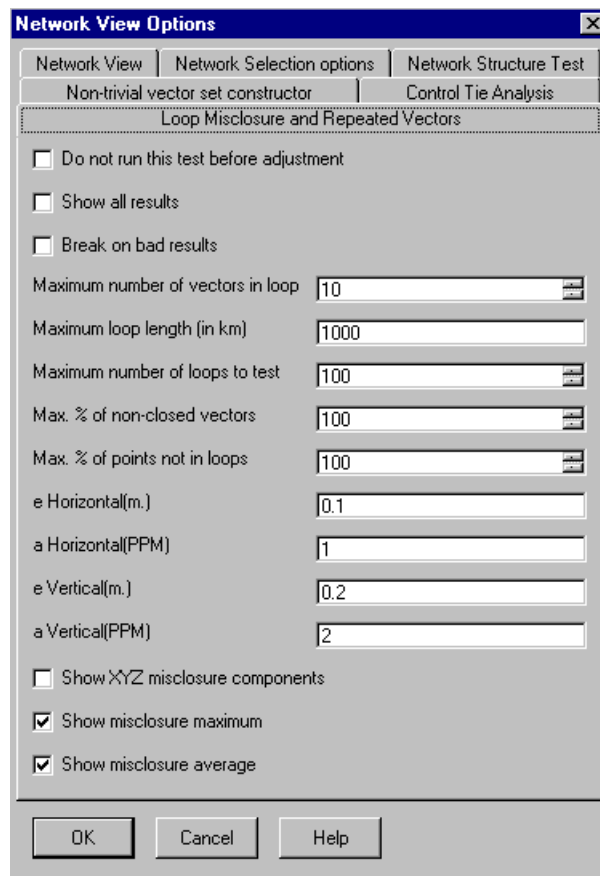 Network View Options
Network View Network Selection options Network Structure Test
Non-trivial vector set constructor Control Tie Analysis
Loop Misclosure and Repeated Vectors
Do not run this test before adjustment
Show all results
Break on bad results
Maximum number of vectors in loop 10
Maximum loop length (in km) 1000
Maximum number of loops to test 100
Max. % of non-closed vectors 100
Max. % of points not in loops 100
e Horizontal(m.) 0.1
a Horizontal(PPM) 1
e Vertical(m.) 0.2
a Vertical(PPM) 2
Show XYZ misclosure components
Show misclosure maximum
Show misclosure average
OK Cancel Help